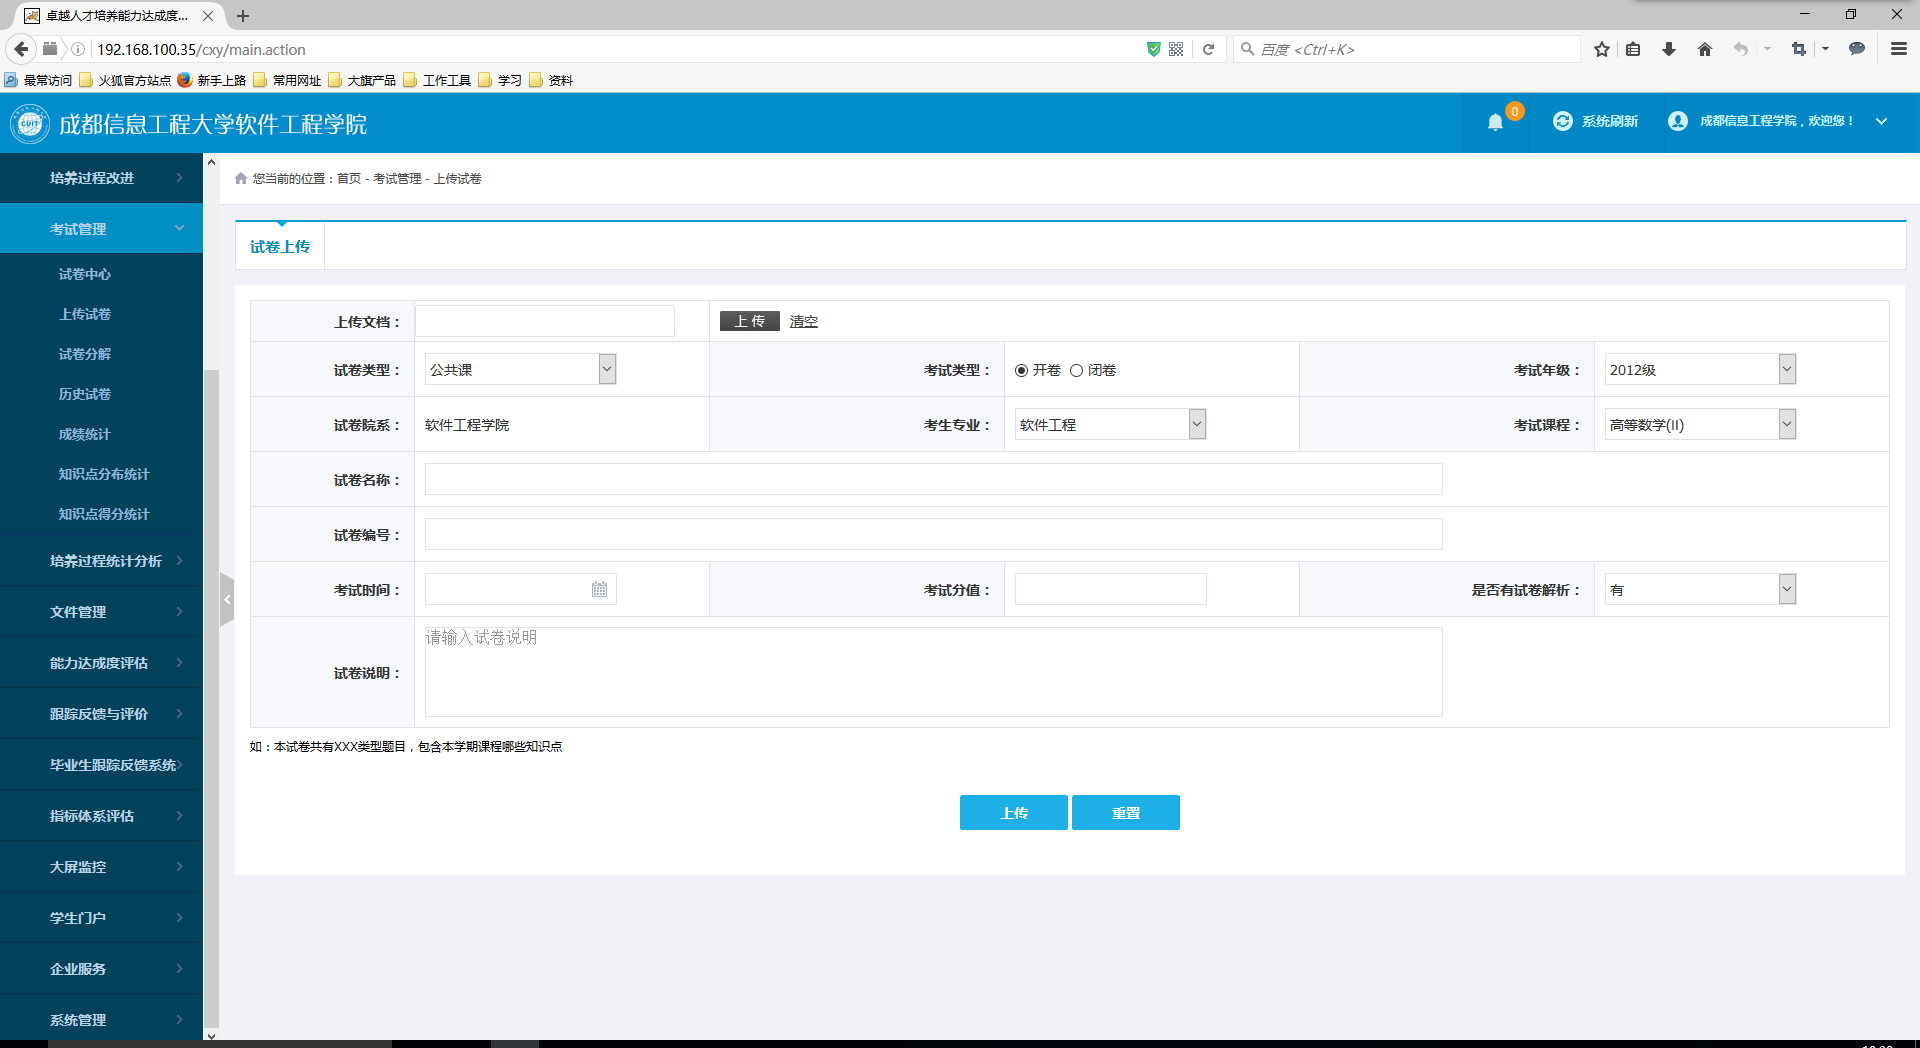 卓越人才培养能力达成度...
192.168.100.35/cxy/main.action
百度 <Ctrl+K>
最常访问 火狐官方站点 新手上路 常用网址 大旗产品 工作工具 学习 资料
CUIT 成都信息工程大学软件工程学院
0 系统刷新 成都信息工程学院，欢迎您！
培养过程改进
考试管理
试卷中心
上传试卷
试卷分解
历史试卷
成绩统计
知识点分布统计
知识点得分统计
培养过程统计分析
文件管理
能力达成度评估
跟踪反馈与评价
毕业生跟踪反馈系统
指标体系评估
大屏监控
学生门户
企业服务
系统管理
您当前的位置：首页 - 考试管理 - 上传试卷
试卷上传
上传文档： 上 传 清空
试卷类型： 公共课 考试类型： 开卷 闭卷 考试年级： 2012级
试卷院系： 软件工程学院 考生专业： 软件工程 考试课程： 高等数学(II)
试卷名称：
试卷编号：
考试时间： 考试分值： 是否有试卷解析： 有
试卷说明： 请输入试卷说明
如：本试卷共有XXX类型题目，包含本学期课程哪些知识点
上传 重置